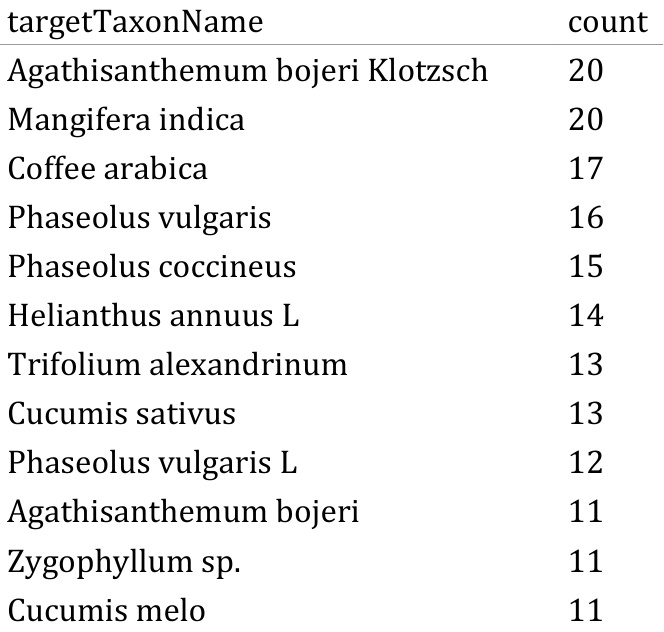 targetTaxonName count
Agathisanthemum bojeri Klotzsch 20
Mangifera indica 20
Coffee arabica 17
Phaseolus vulgaris 16
Phaseolus coccineus 15
Helianthus annuus L 14
Trifolium alexandrinum 13
Cucumis sativus 13
Phaseolus vulgaris L 12
Agathisanthemum bojeri 11
Zygophyllum sp. 11
Cucumis melo 11